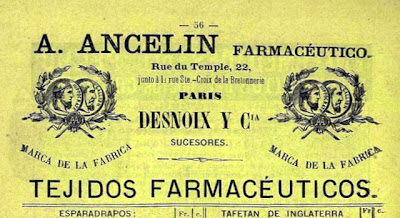 — 56 —
A. ANCELIN FARMACÉUTICO.
Rue du Temple, 22,
junto à la rue Ste-Croix de la Bretonnerie
PARIS
DESNOIX Y Cia
SUCESORES.
MARCA DE LA FABRICA
MARCA DE LA FABRICA
TEJIDOS FARMACÉUTICOS.
ESPARADRAPOS: Fr. c. TAFETAN DE INGLATERRA Fr. c.